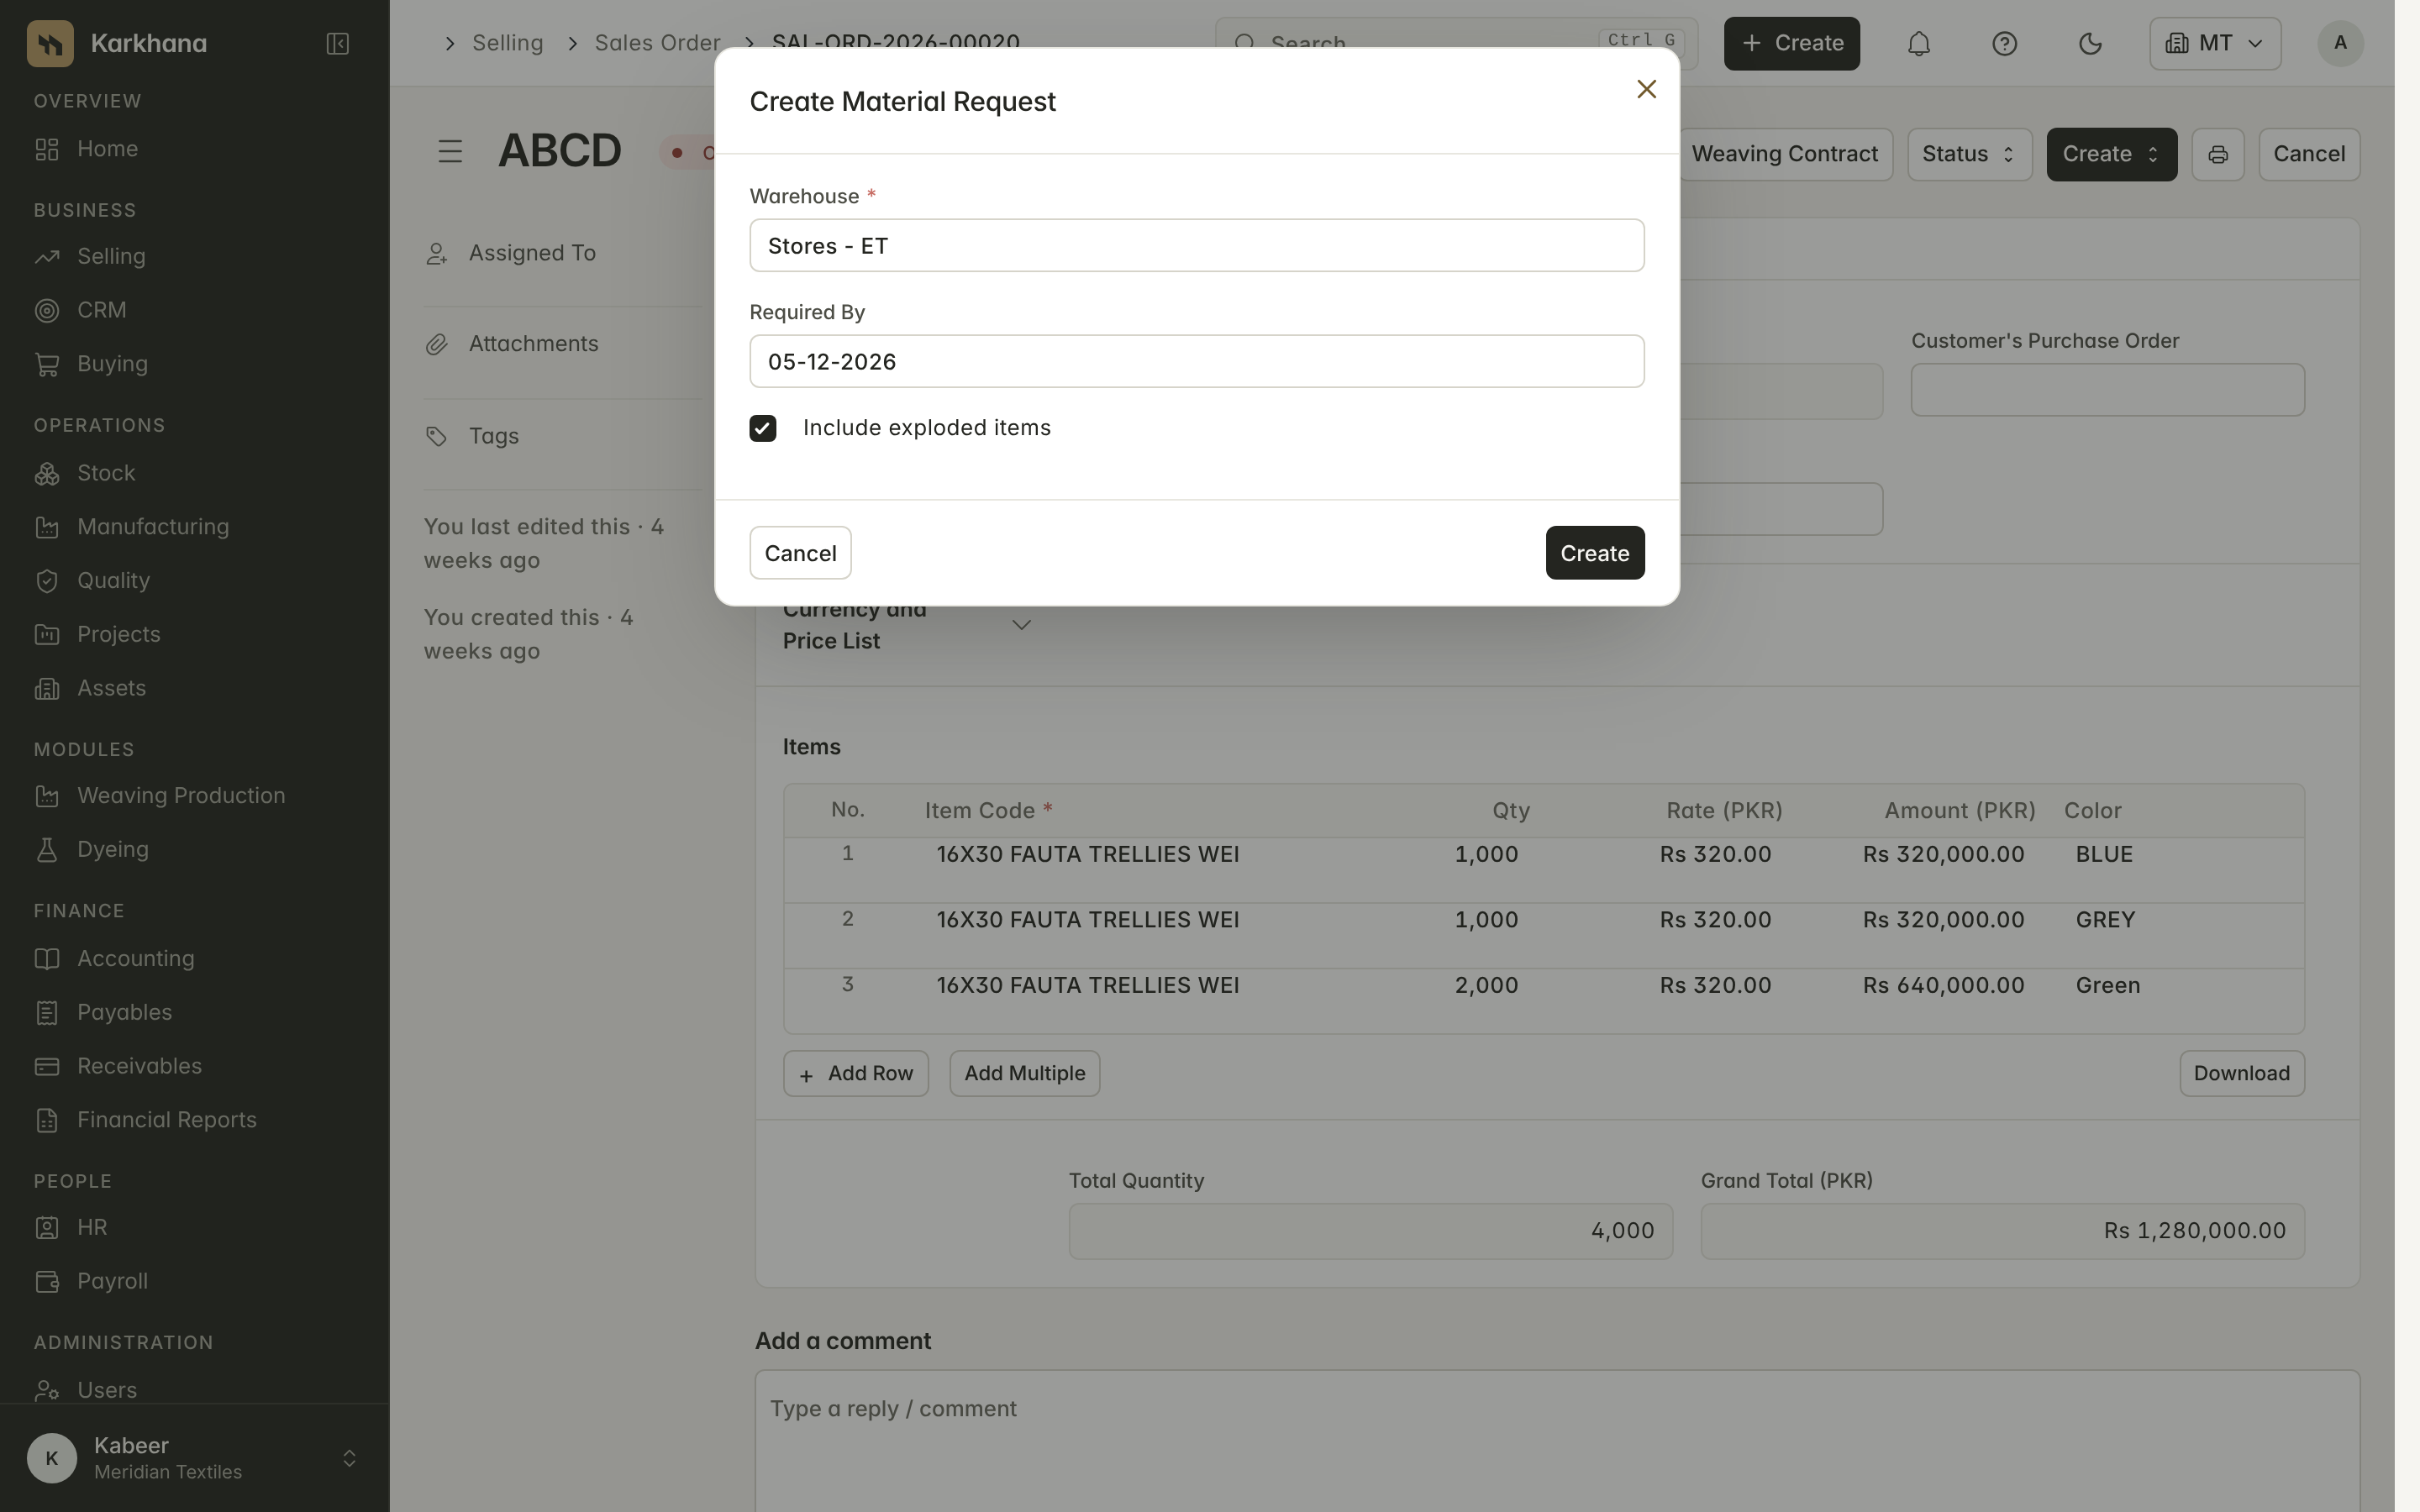 Karkhana
OVERVIEW
Home
BUSINESS
Selling
CRM
Buying
OPERATIONS
Stock
Manufacturing
Quality
Projects
Assets
MODULES
Weaving Production
Dyeing
FINANCE
Accounting
Payables
Receivables
Financial Reports
PEOPLE
HR
Payroll
ADMINISTRATION
Users
K
Kabeer
Meridian Textiles
Selling
Sales Order
SAL-ORD-2026-00020
Search
Ctrl G
Create
MT
A
ABCD
Weaving Contract
Status
Create
Cancel
Assigned To
Attachments
Tags
You last edited this · 4
weeks ago
You created this · 4
weeks ago
Create Material Request
Warehouse *
Stores - ET
Required By
05-12-2026
Include exploded items
Cancel
Create
Customer's Purchase Order
Currency and
Price List
Items
No. Item Code * Qty Rate (PKR) Amount (PKR) Color
1 16X30 FAUTA TRELLIES WEI 1,000 Rs 320.00 Rs 320,000.00 BLUE
2 16X30 FAUTA TRELLIES WEI 1,000 Rs 320.00 Rs 320,000.00 GREY
3 16X30 FAUTA TRELLIES WEI 2,000 Rs 320.00 Rs 640,000.00 Green
Add Row
Add Multiple
Download
Total Quantity
4,000
Grand Total (PKR)
Rs 1,280,000.00
Add a comment
Type a reply / comment